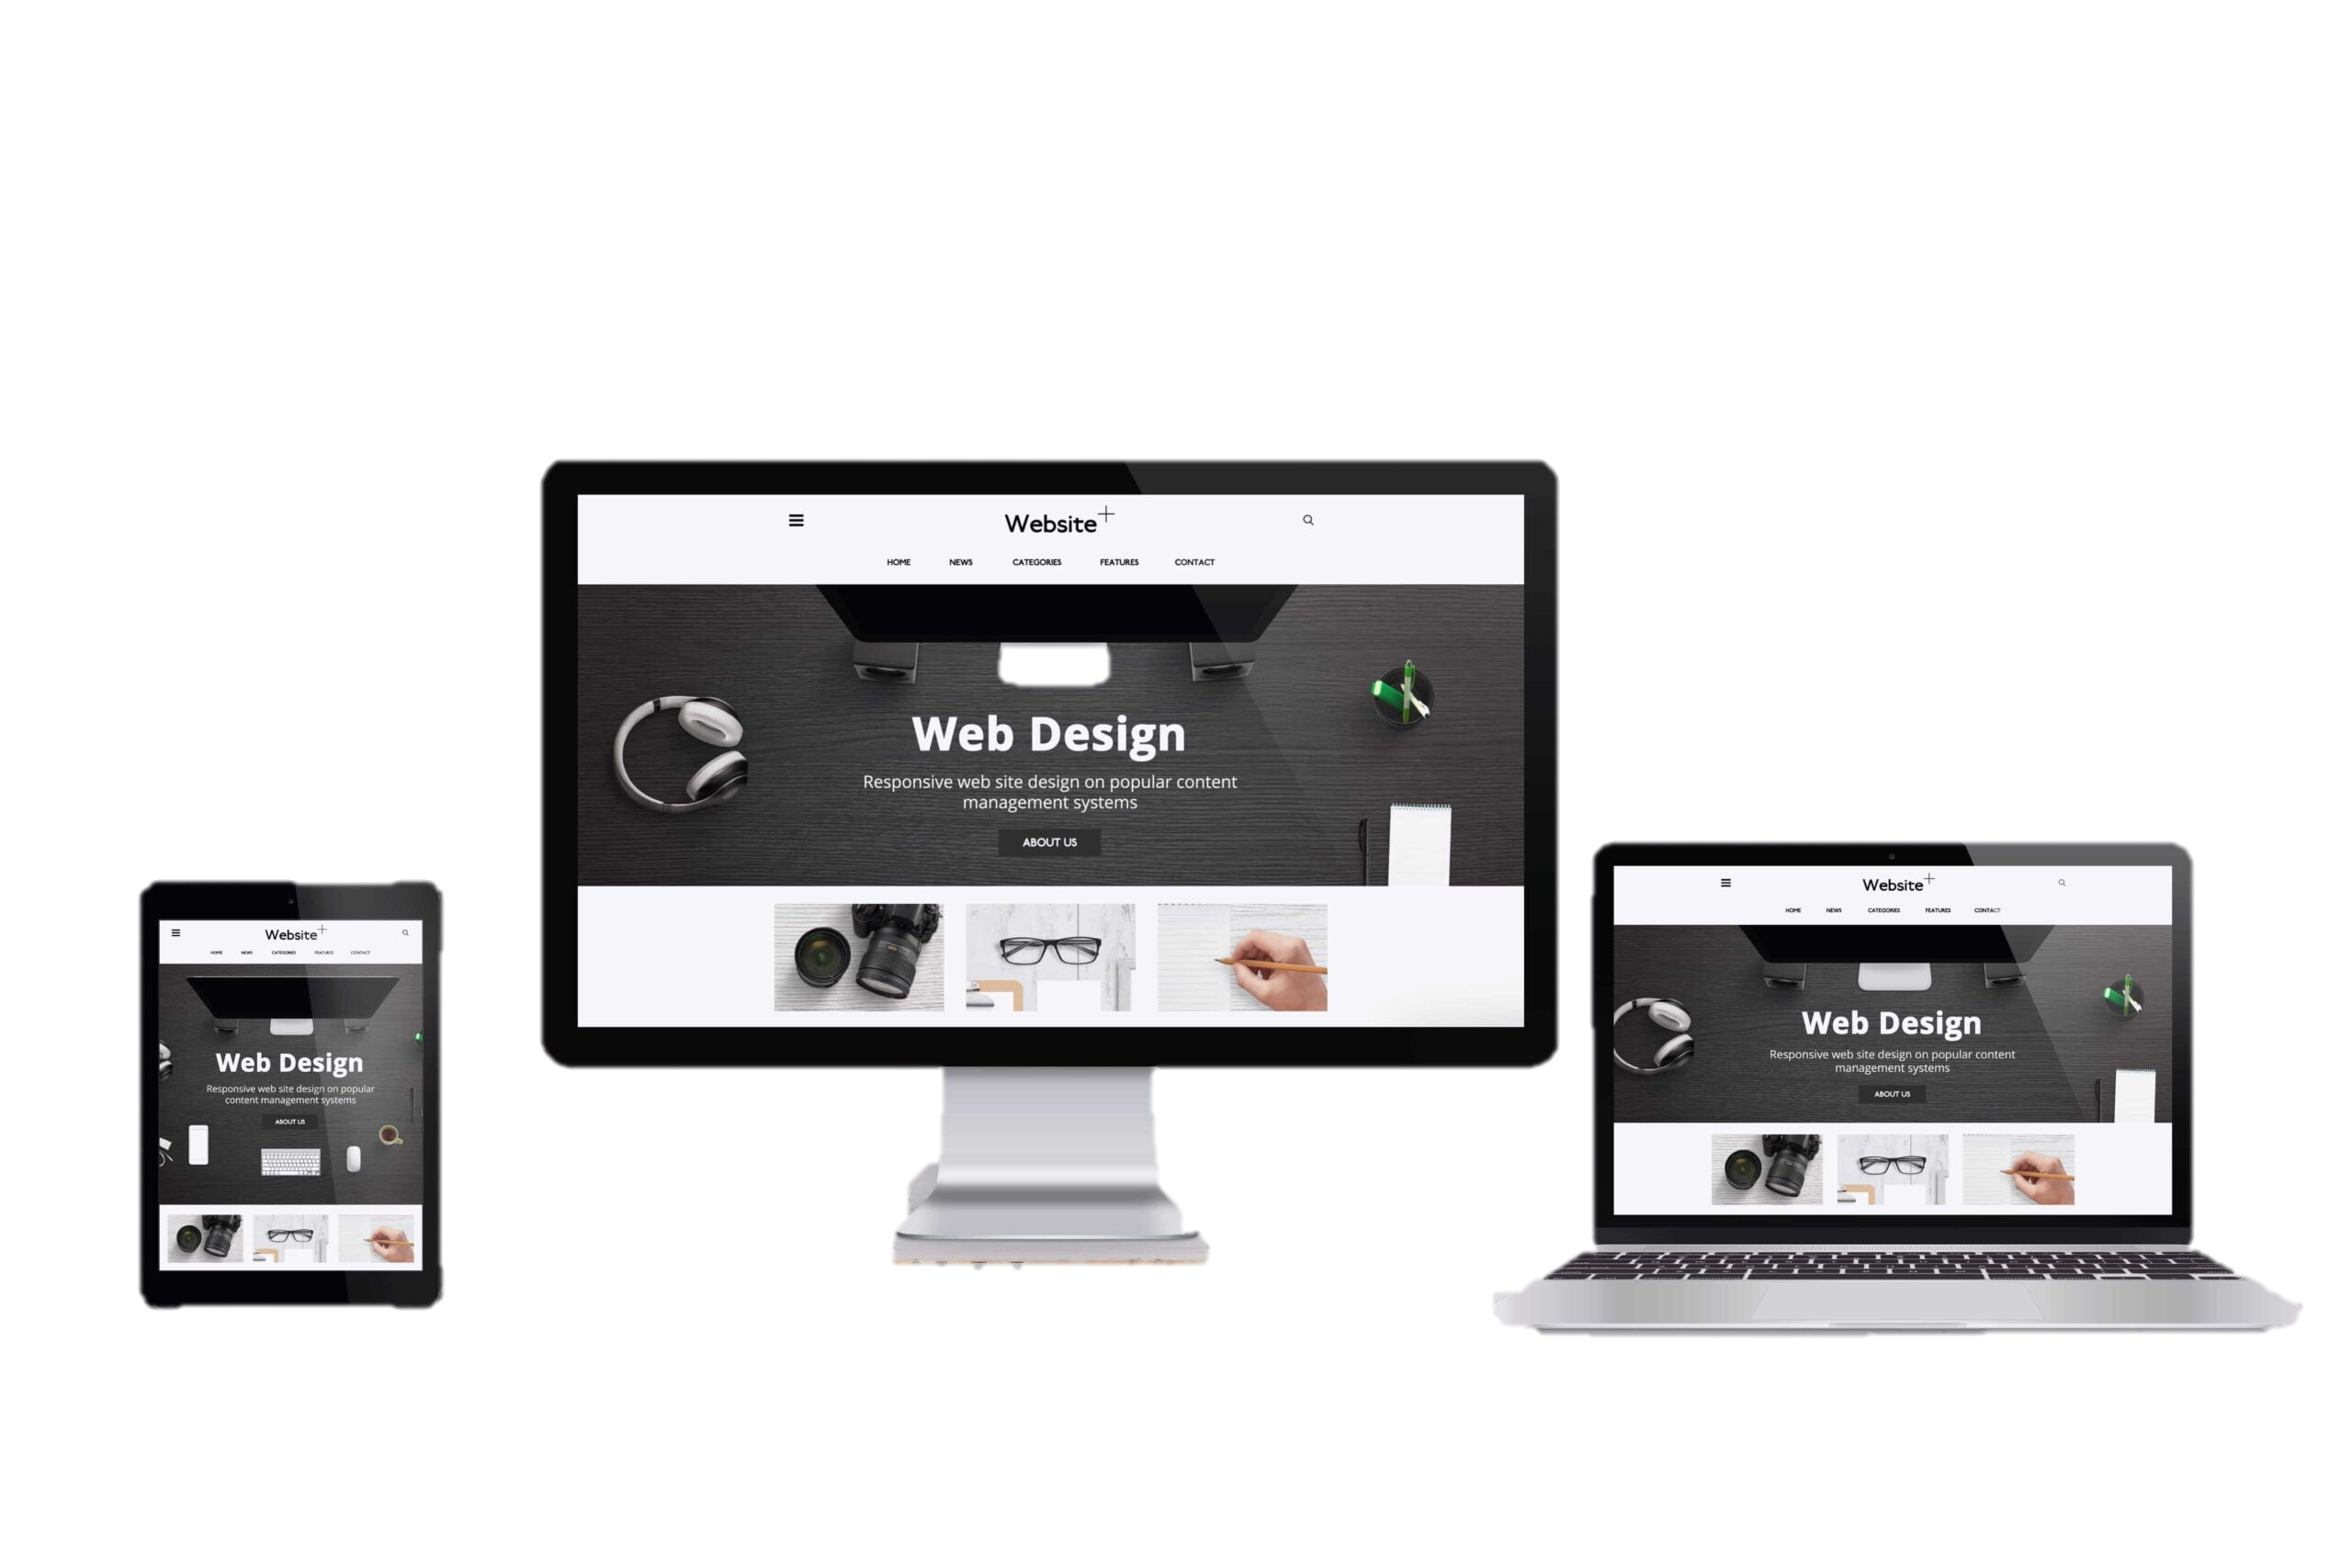 Website+
HOME NEWS CATEGORIES FEATURES CONTACT
Web Design
Responsive web site design on popular
content management systems
ABOUT US
Website+
HOME NEWS CATEGORIES FEATURES CONTACT
Web Design
Responsive web site design on popular content
management systems
ABOUT US
Website+
HOME NEWS CATEGORIES FEATURES CONTACT
Web Design
Responsive web site design on popular content
management systems
ABOUT US